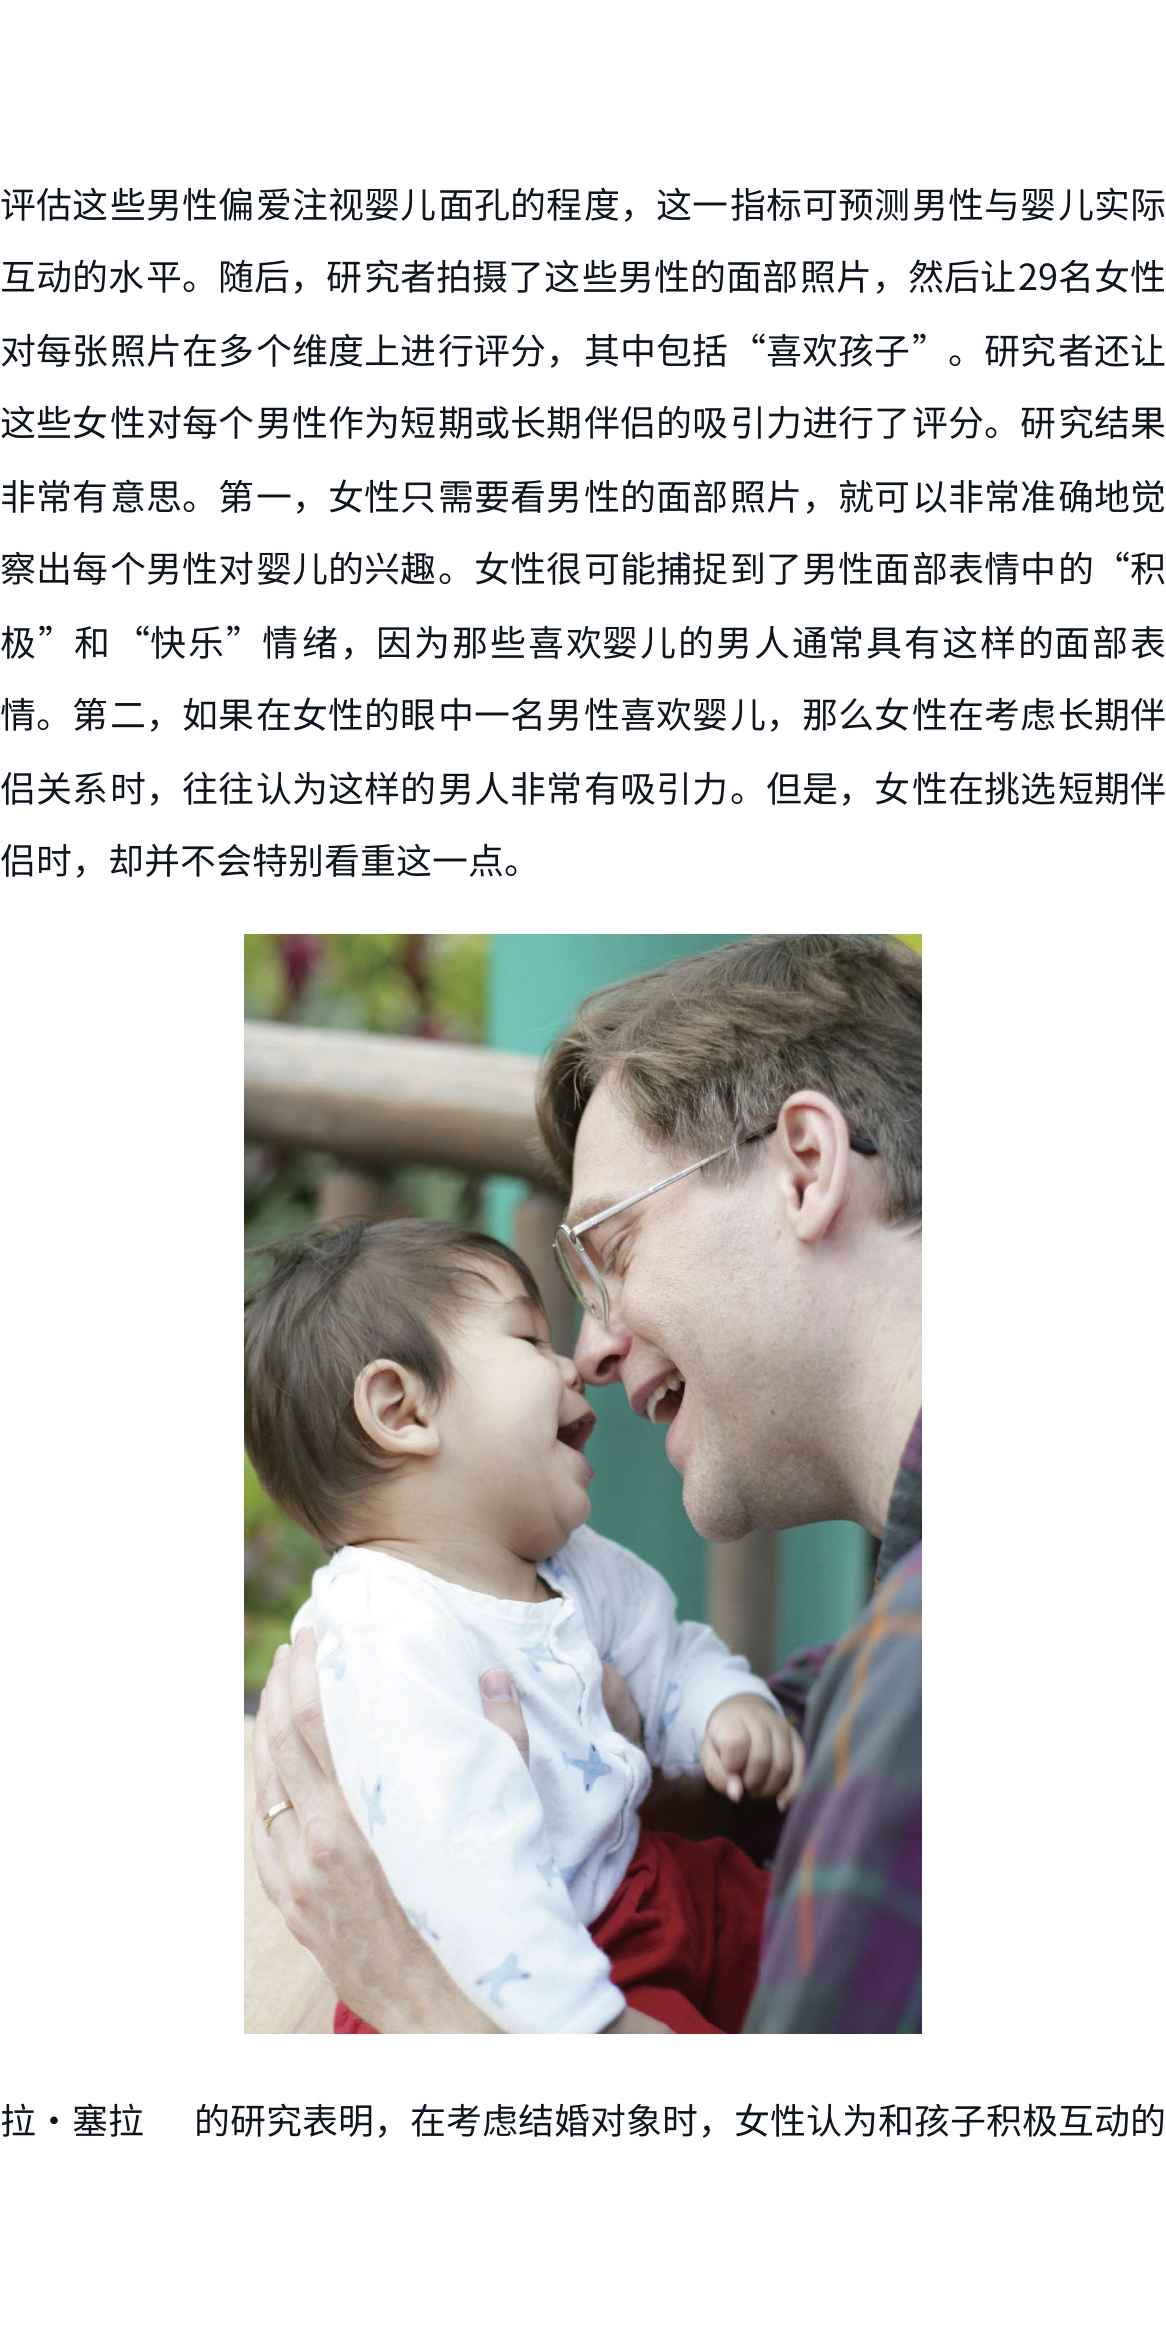 评估这些男性偏爱注视婴儿面孔的程度，这一指标可预测男性与婴儿实际
互动的水平。随后，研究者拍摄了这些男性的面部照片，然后让29名女性
对每张照片在多个维度上进行评分，其中包括“喜欢孩子”。研究者还让
这些女性对每个男性作为短期或长期伴侣的吸引力进行了评分。研究结果
非常有意思。第一，女性只需要看男性的面部照片，就可以非常准确地觉
察出每个男性对婴儿的兴趣。女性很可能捕捉到了男性面部表情中的“积
极”和“快乐”情绪，因为那些喜欢婴儿的男人通常具有这样的面部表
情。第二，如果在女性的眼中一名男性喜欢婴儿，那么女性在考虑长期伴
侣关系时，往往认为这样的男人非常有吸引力。但是，女性在挑选短期伴
侣时，却并不会特别看重这一点。
拉·塞拉 的研究表明，在考虑结婚对象时，女性认为和孩子积极互动的